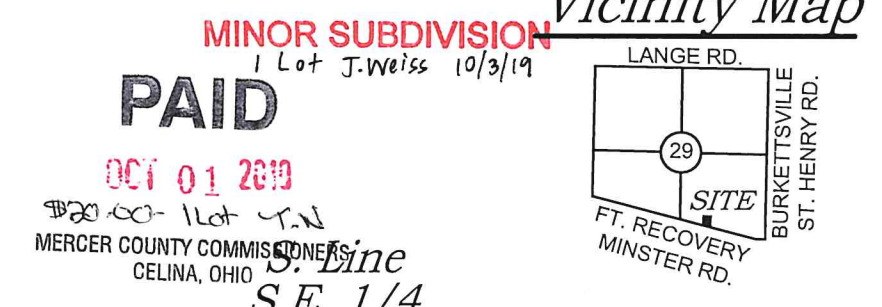 Vicinity Map
MINOR SUBDIVISION
1 Lot J. Weiss 10/3/19
PAID
OCT 01 2019
$20.00 1 Lot T.N
MERCER COUNTY COMMISSIONERS
CELINA, OHIO
S. Line
S.E. 1/4
LANGE RD.
29
SITE
BURKETTSVILLE
ST. HENRY RD.
FT. RECOVERY
MINSTER RD.